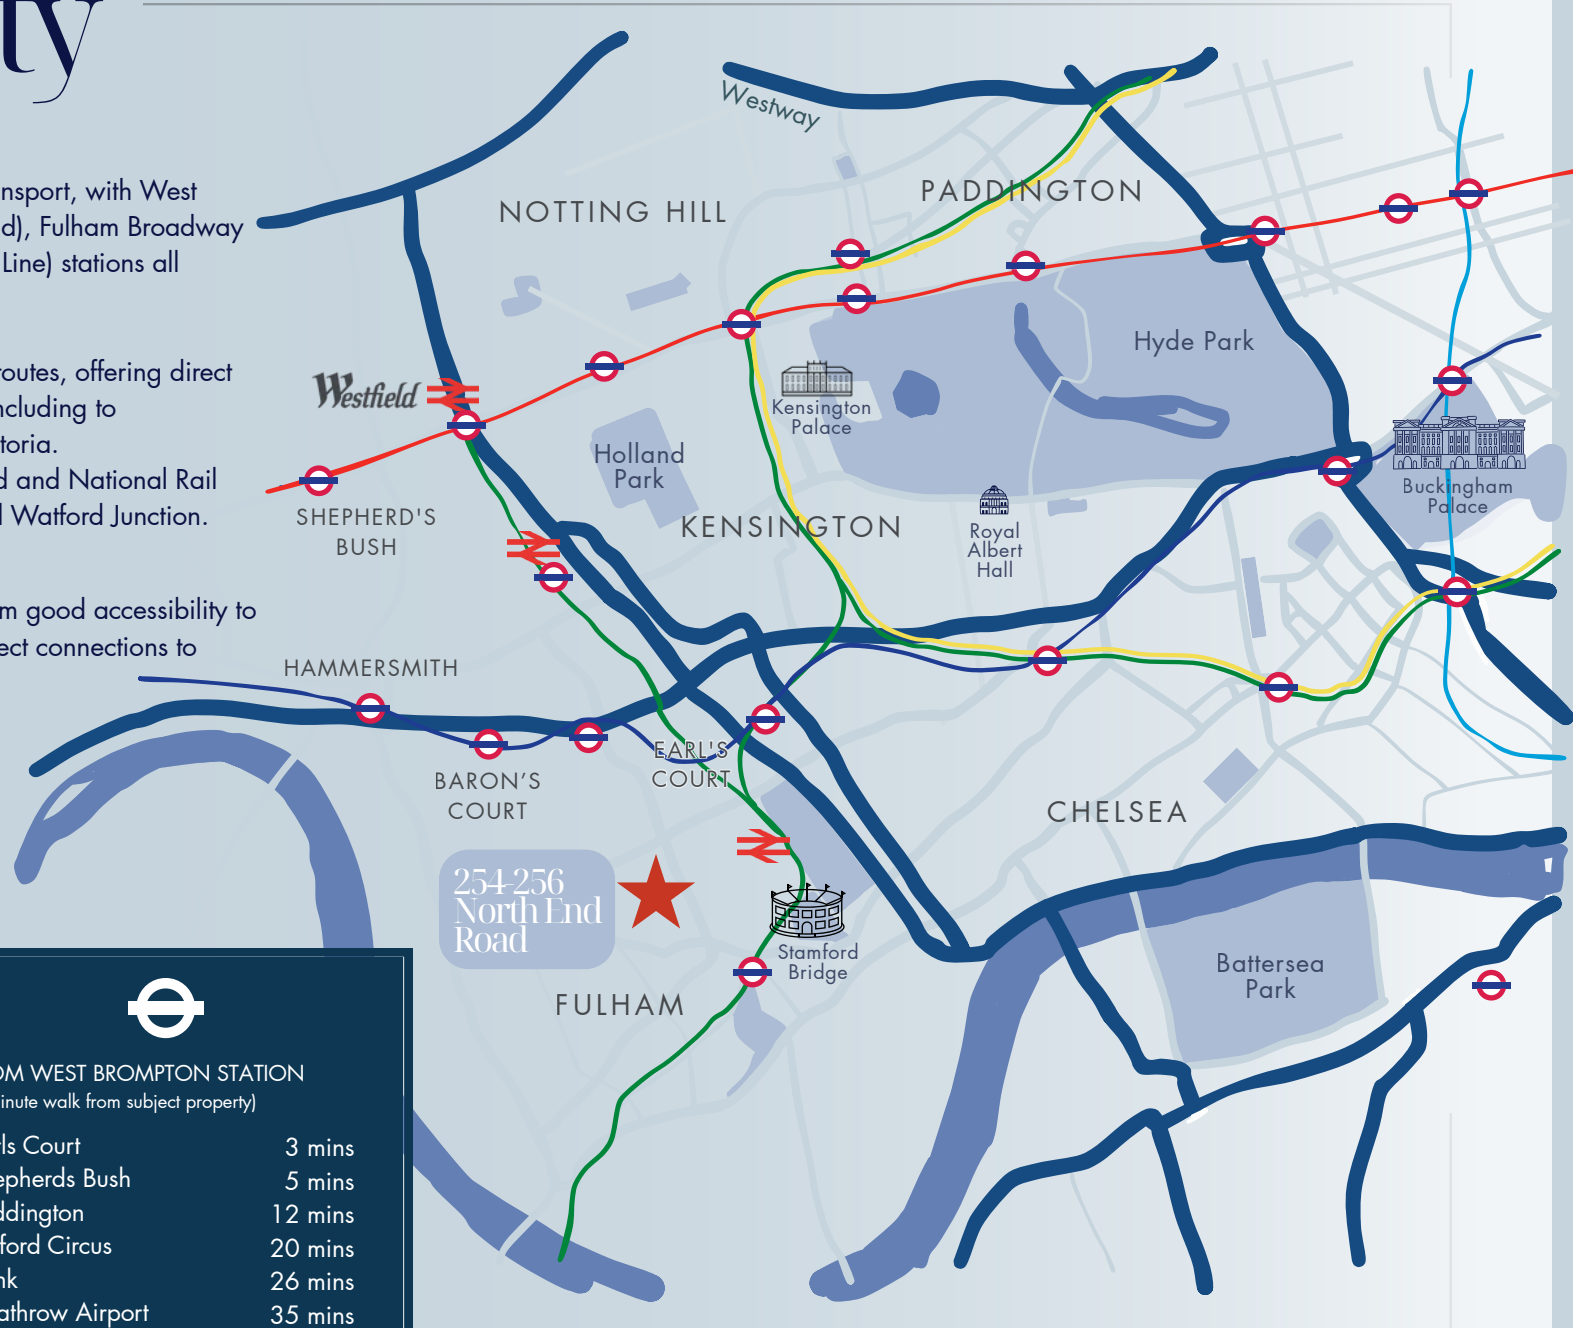 ty
nsport, with West
d), Fulham Broadway
Line) stations all
routes, offering direct
ncluding to
toria.
d and National Rail
l Watford Junction.
m good accessibility to
ect connections to
Westway
NOTTING HILL
PADDINGTON
Hyde Park
Westfield
Kensington
Palace
Holland
Park
Buckingham
Palace
SHEPHERD'S
BUSH
KENSINGTON
Royal
Albert
Hall
HAMMERSMITH
EARL'S
COURT
BARON’S
COURT
CHELSEA
254-256
North End
Road
Stamford
Bridge
Battersea
Park
FULHAM
OM WEST BROMPTON STATION
inute walk from subject property)
ls Court 3 mins
epherds Bush 5 mins
ddington 12 mins
ford Circus 20 mins
nk 26 mins
athrow Airport 35 mins